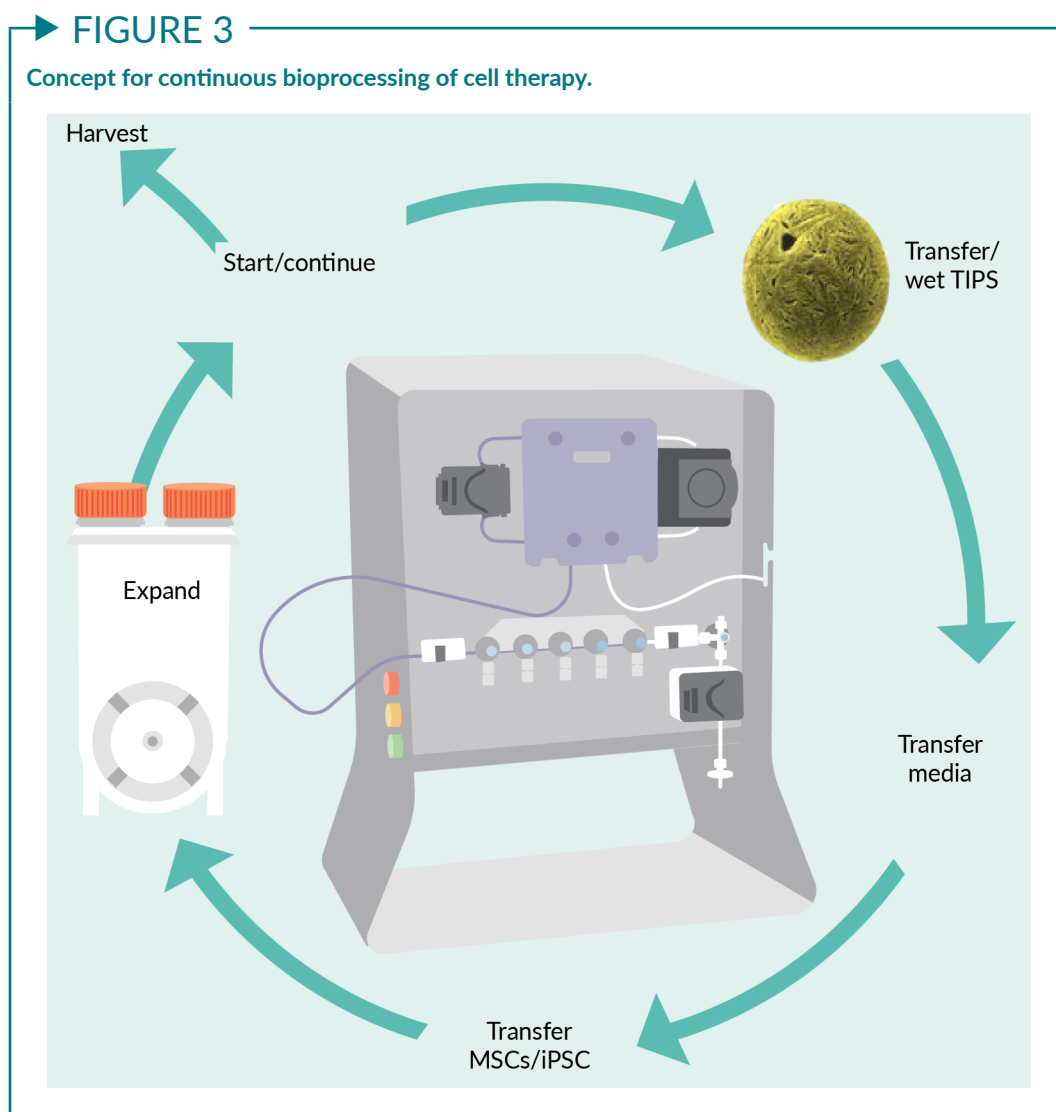 FIGURE 3
Concept for continuous bioprocessing of cell therapy.
Harvest
Start/continue
Transfer/
wet TIPS
Expand
Transfer
media
Transfer
MSCs/iPSC